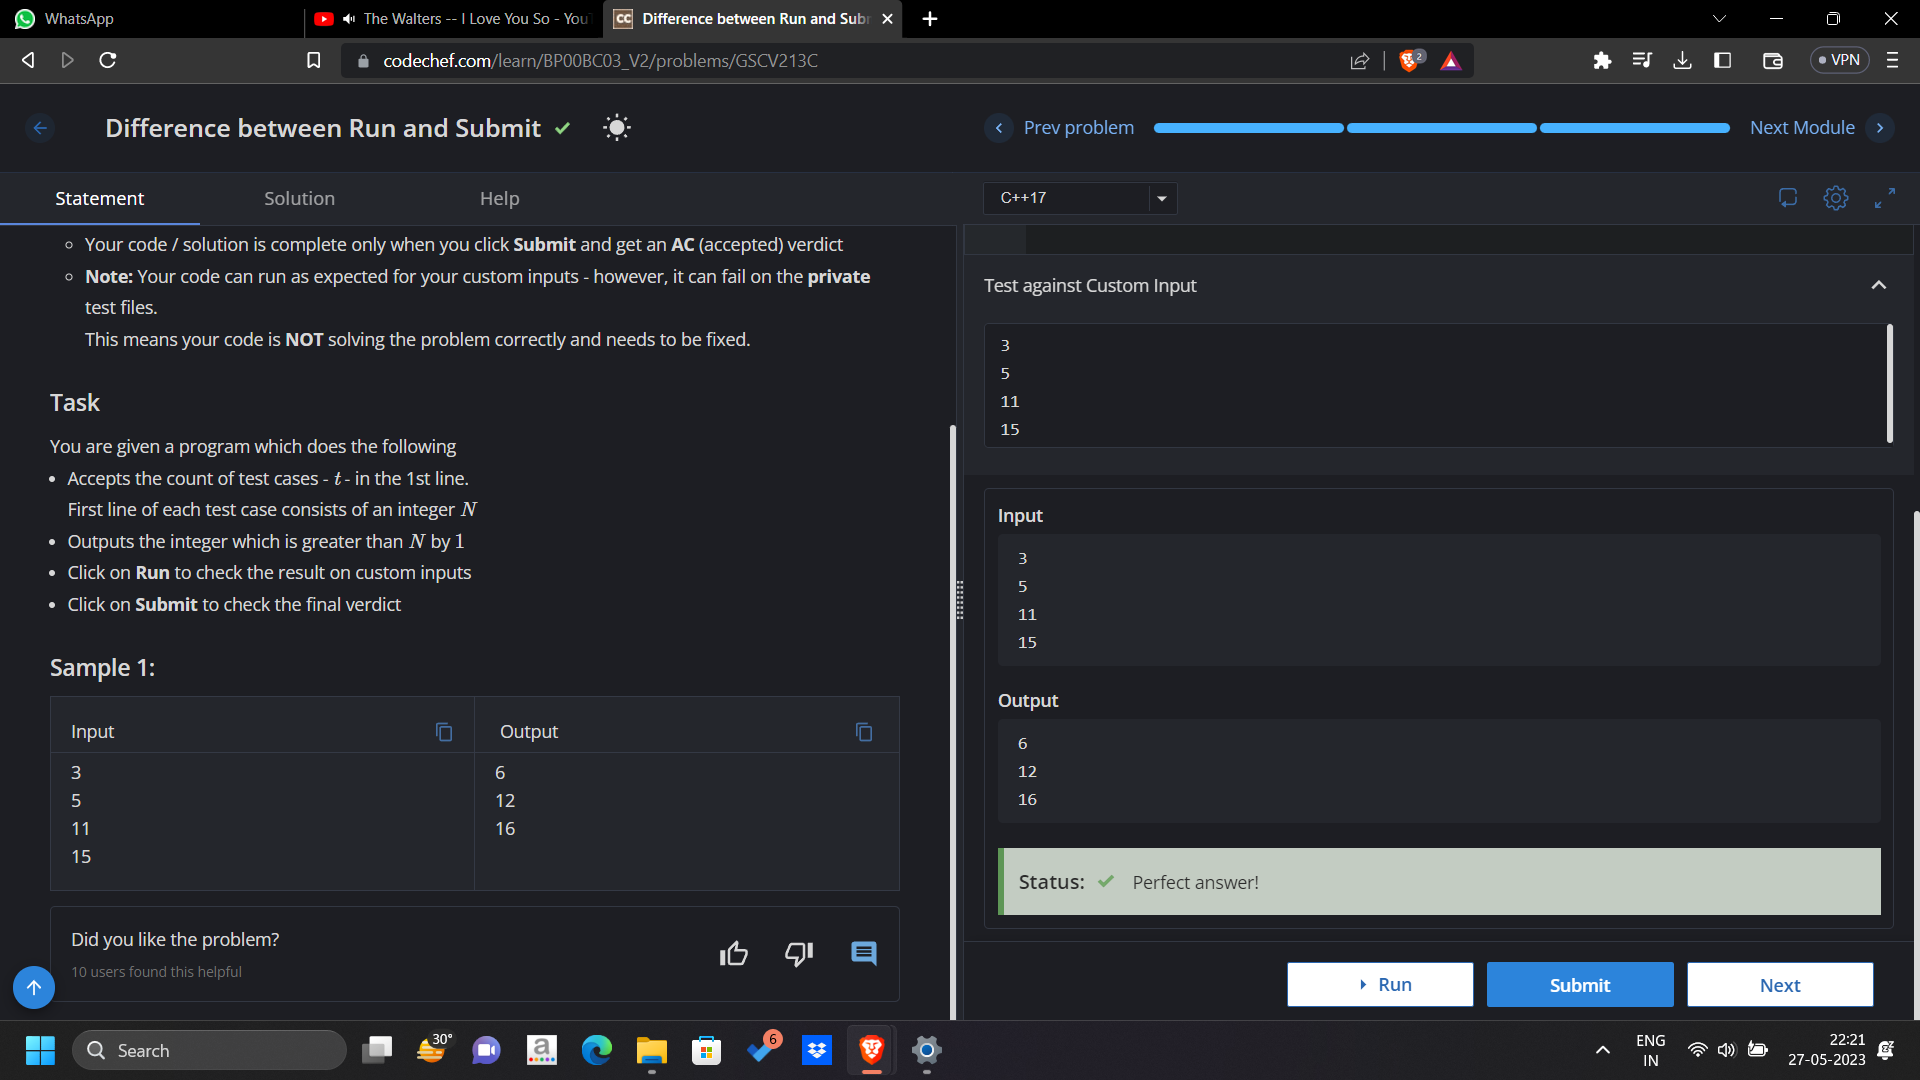 WhatsApp
The Walters -- I Love You So - You
Difference between Run and Sub
codechef.com/learn/BP00BC03_V2/problems/GSCV213C
2
VPN
Difference between Run and Submit
Prev problem
Next Module
Statement
Solution
Help
Your code / solution is complete only when you click Submit and get an AC (accepted) verdict
Note: Your code can run as expected for your custom inputs - however, it can fail on the private
test files.
This means your code is NOT solving the problem correctly and needs to be fixed.
Task
You are given a program which does the following
Accepts the count of test cases - t - in the 1st line.
First line of each test case consists of an integer N
Outputs the integer which is greater than N by 1
Click on Run to check the result on custom inputs
Click on Submit to check the final verdict
Sample 1:
Input
Output
3
5
11
15
6
12
16
Did you like the problem?
10 users found this helpful
C++17
Test against Custom Input
3
5
11
15
Input
3
5
11
15
Output
6
12
16
Status: Perfect answer!
Run
Submit
Next
Search
30°
a
6
ENG
IN
22:21
27-05-2023